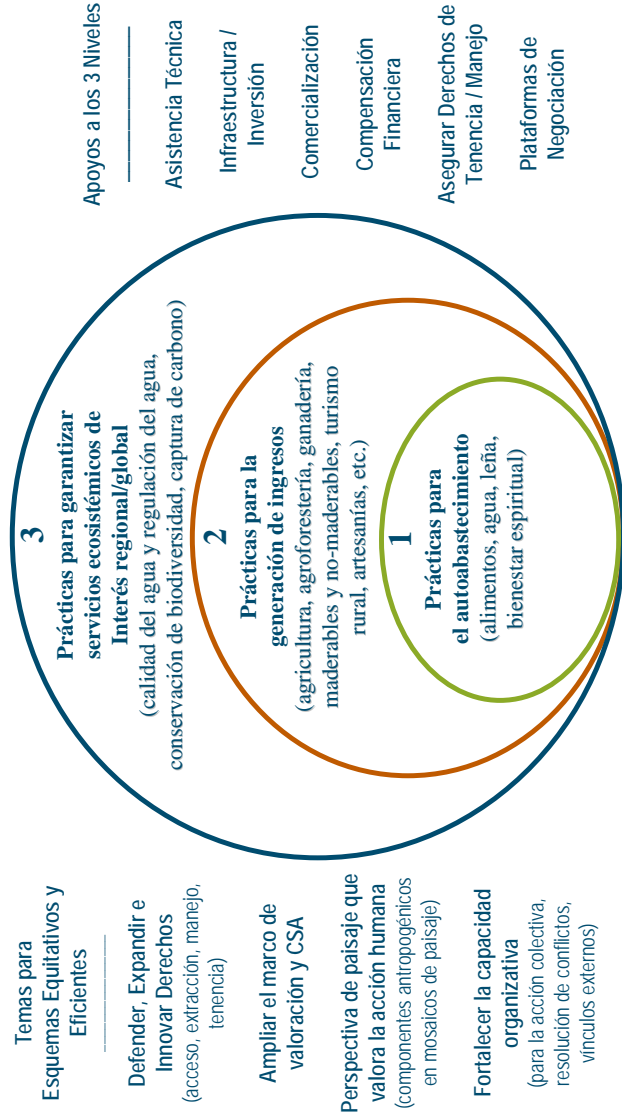 Temas para
Esquemas Equitativos y
Eficientes
Defender, Expandir e
Innovar Derechos
(acceso, extracción, manejo,
tenencia)
Ampliar el marco de
valoración y CSA
Perspectiva de paisaje que
valora la acción humana
(componentes antropogénicos
en mosaicos de paisaje)
Fortalecer la capacidad
organizativa
(para la acción colectiva,
resolución de conflictos,
vínculos externos)
3
Prácticas para garantizar
servicios ecosisténicos de
Interés regional/global
(calidad del agua y regulación del agua,
conservación de biodiversidad, captura de carbono)
2
Prácticas para la
generación de ingresos
(agricultura, agroforestería, ganadería,
maderables y no-maderables, turismo
rural, artesanías, etc.)
1
Prácticas para
el autoabastecimiento
(alimentos, agua, leña,
bienestar espiritual)
Apoyos a los 3 Niveles
Asistencia Técnica
Infraestructura /
Inversión
Comercialización
Compensación
Financiera
Asegurar Derechos de
Tenencia / Manejo
Plataformas de
Negociación